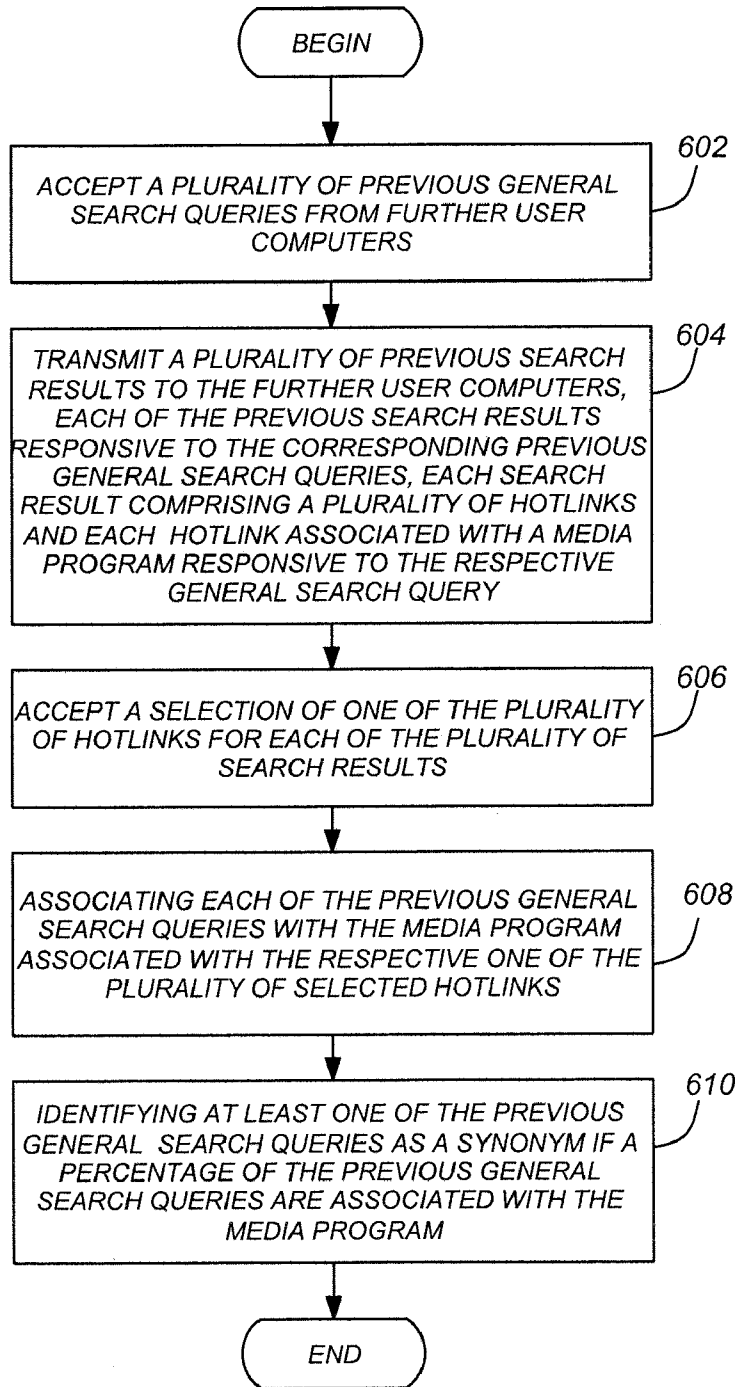 BEGIN
602
ACCEPT A PLURALITY OF PREVIOUS GENERAL
SEARCH QUERIES FROM FURTHER USER
COMPUTERS
604
TRANSMIT A PLURALITY OF PREVIOUS SEARCH
RESULTS TO THE FURTHER USER COMPUTERS,
EACH OF THE PREVIOUS SEARCH RESULTS
RESPONSIVE TO THE CORRESPONDING PREVIOUS
GENERAL SEARCH QUERIES, EACH SEARCH
RESULT COMPRISING A PLURALITY OF HOTLINKS
AND EACH HOTLINK ASSOCIATED WITH A MEDIA
PROGRAM RESPONSIVE TO THE RESPECTIVE
GENERAL SEARCH QUERY
606
ACCEPT A SELECTION OF ONE OF THE PLURALITY
OF HOTLINKS FOR EACH OF THE PLURALITY OF
SEARCH RESULTS
608
ASSOCIATING EACH OF THE PREVIOUS GENERAL
SEARCH QUERIES WITH THE MEDIA PROGRAM
ASSOCIATED WITH THE RESPECTIVE ONE OF THE
PLURALITY OF SELECTED HOTLINKS
610
IDENTIFYING AT LEAST ONE OF THE PREVIOUS
GENERAL SEARCH QUERIES AS A SYNONYM IF A
PERCENTAGE OF THE PREVIOUS GENERAL
SEARCH QUERIES ARE ASSOCIATED WITH THE
MEDIA PROGRAM
END